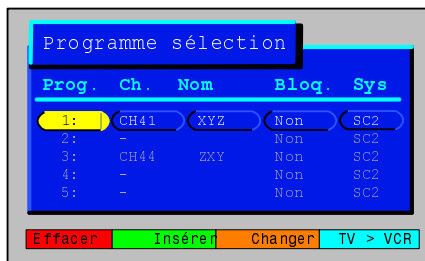 Programme sélection
Prog. Ch. Nom Bloq. Sys
1: CH41 XYZ Non SC2
2: - Non SC2
3: CH44 ZXY Non SC2
4: - Non SC2
5: - Non SC2
Effacer Insérer Changer TV > VCR